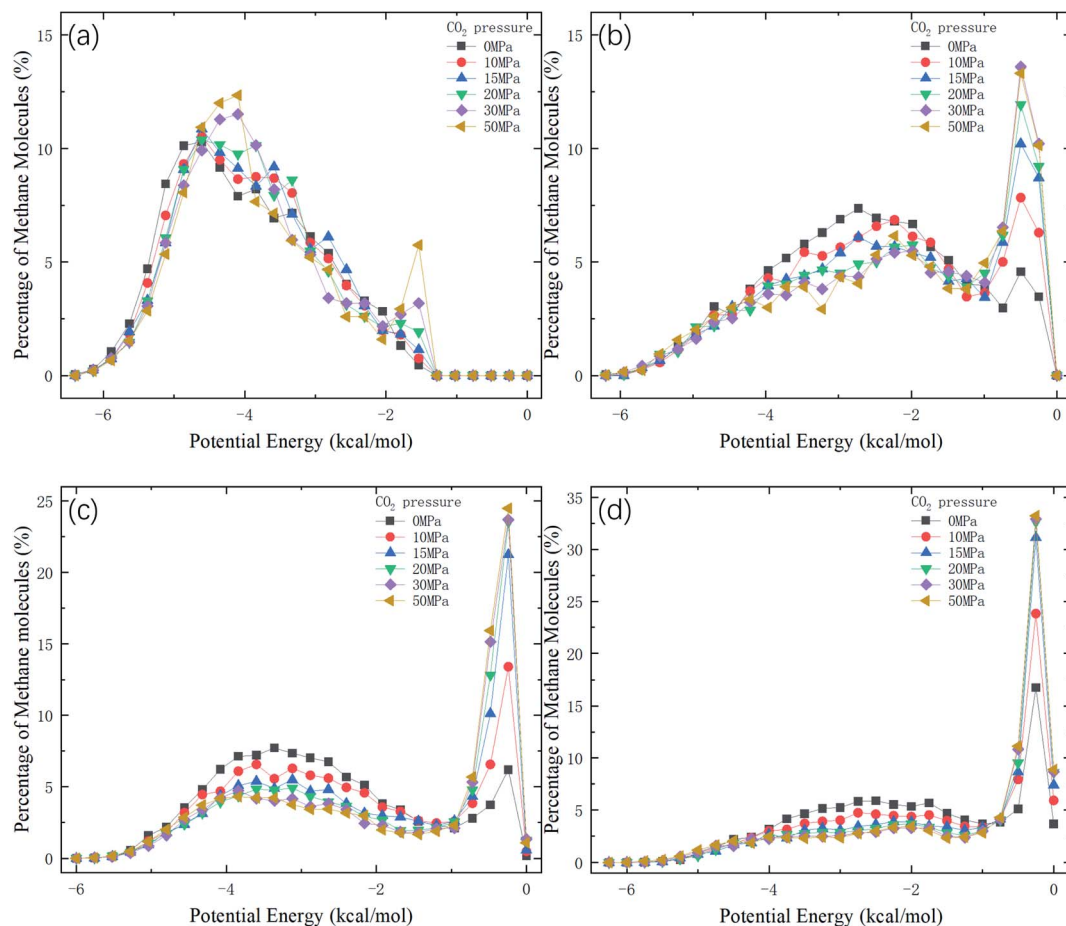 (a)
CO₂ pressure
0MPa
10MPa
15MPa
20MPa
30MPa
50MPa
15
10
5
0
-6
-4
-2
0
Percentage of Methane Molecules (%)
Potential Energy (kcal/mol)
(b)
CO₂ pressure
0MPa
10MPa
15MPa
20MPa
30MPa
50MPa
15
10
5
0
-6
-4
-2
0
Percentage of Methane Molecules (%)
Potential Energy (kcal/mol)
(c)
CO₂ pressure
0MPa
10MPa
15MPa
20MPa
30MPa
50MPa
25
20
15
10
5
0
-6
-4
-2
0
Percentage of Methane molecules (%)
Potential Energy (kcal/mol)
(d)
CO₂ pressure
0MPa
10MPa
15MPa
20MPa
30MPa
50MPa
35
30
25
20
15
10
5
0
-6
-4
-2
0
Percentage of Methane Molecules (%)
Potential Energy (kcal/mol)